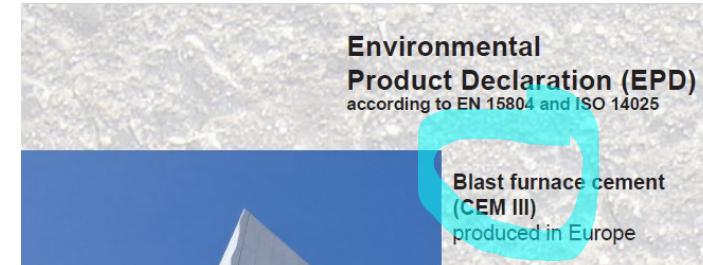 Environmental
Product Declaration (EPD)
according to EN 15804 and ISO 14025
Blast furnace cement
(CEM III)
produced in Europe